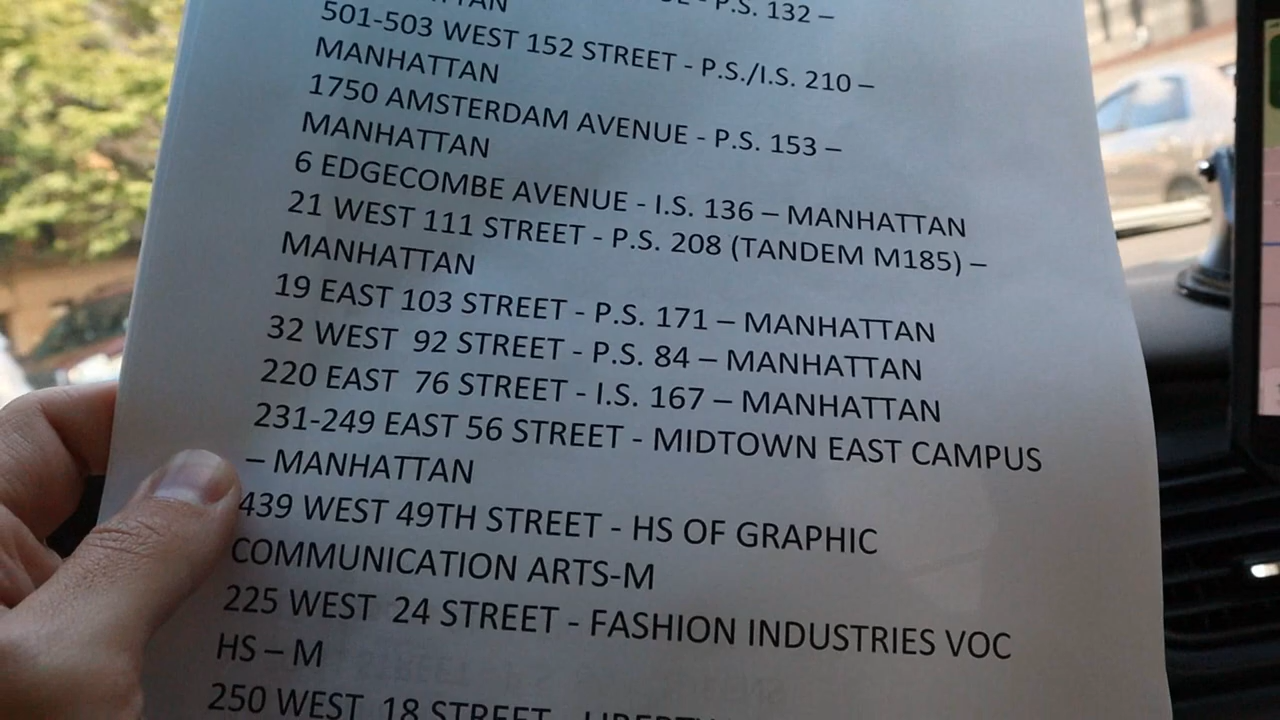 P.S. 132 –
501-503 WEST 152 STREET - P.S./I.S. 210 –
MANHATTAN
1750 AMSTERDAM AVENUE - P.S. 153 –
MANHATTAN
6 EDGECOMBE AVENUE - I.S. 136 – MANHATTAN
21 WEST 111 STREET - P.S. 208 (TANDEM M185) –
MANHATTAN
19 EAST 103 STREET - P.S. 171 – MANHATTAN
32 WEST  92 STREET - P.S. 84 – MANHATTAN
220 EAST  76 STREET - I.S. 167 – MANHATTAN
231-249 EAST 56 STREET - MIDTOWN EAST CAMPUS
– MANHATTAN
439 WEST 49TH STREET - HS OF GRAPHIC
COMMUNICATION ARTS-M
225 WEST  24 STREET - FASHION INDUSTRIES VOC
HS – M
250 WEST  18 STREET - LIBERTY